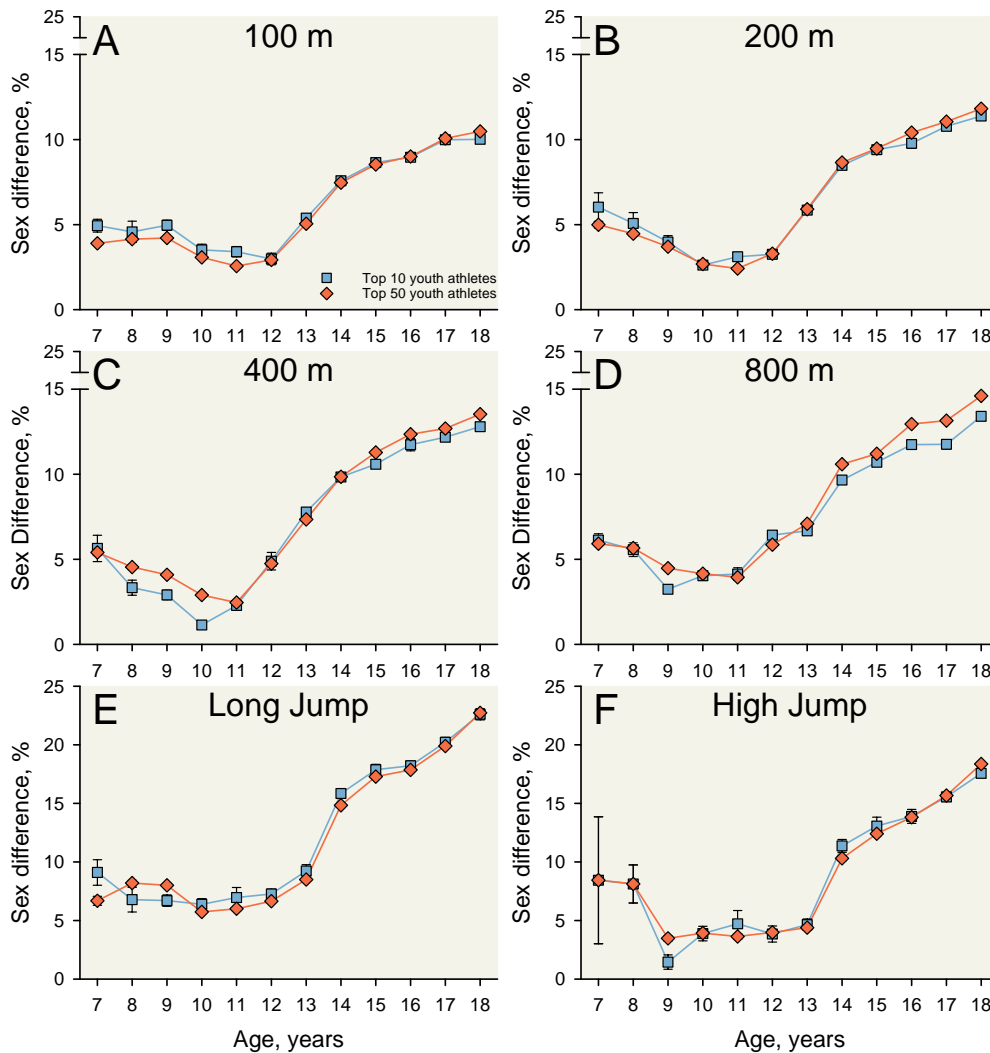 A 100 m
25
15
10
5
0
Sex difference, %
Top 10 youth athletes
Top 50 youth athletes
7 8 9 10 11 12 13 14 15 16 17 18
B 200 m
25
15
10
5
0
Sex difference, %
7 8 9 10 11 12 13 14 15 16 17 18
C 400 m
25
15
10
5
0
Sex Difference, %
7 8 9 10 11 12 13 14 15 16 17 18
D 800 m
25
15
10
5
0
Sex Difference, %
7 8 9 10 11 12 13 14 15 16 17 18
E Long Jump
25
20
15
10
5
0
Sex difference, %
7 8 9 10 11 12 13 14 15 16 17 18
Age, years
F High Jump
25
20
15
10
5
0
Sex difference, %
7 8 9 10 11 12 13 14 15 16 17 18
Age, years